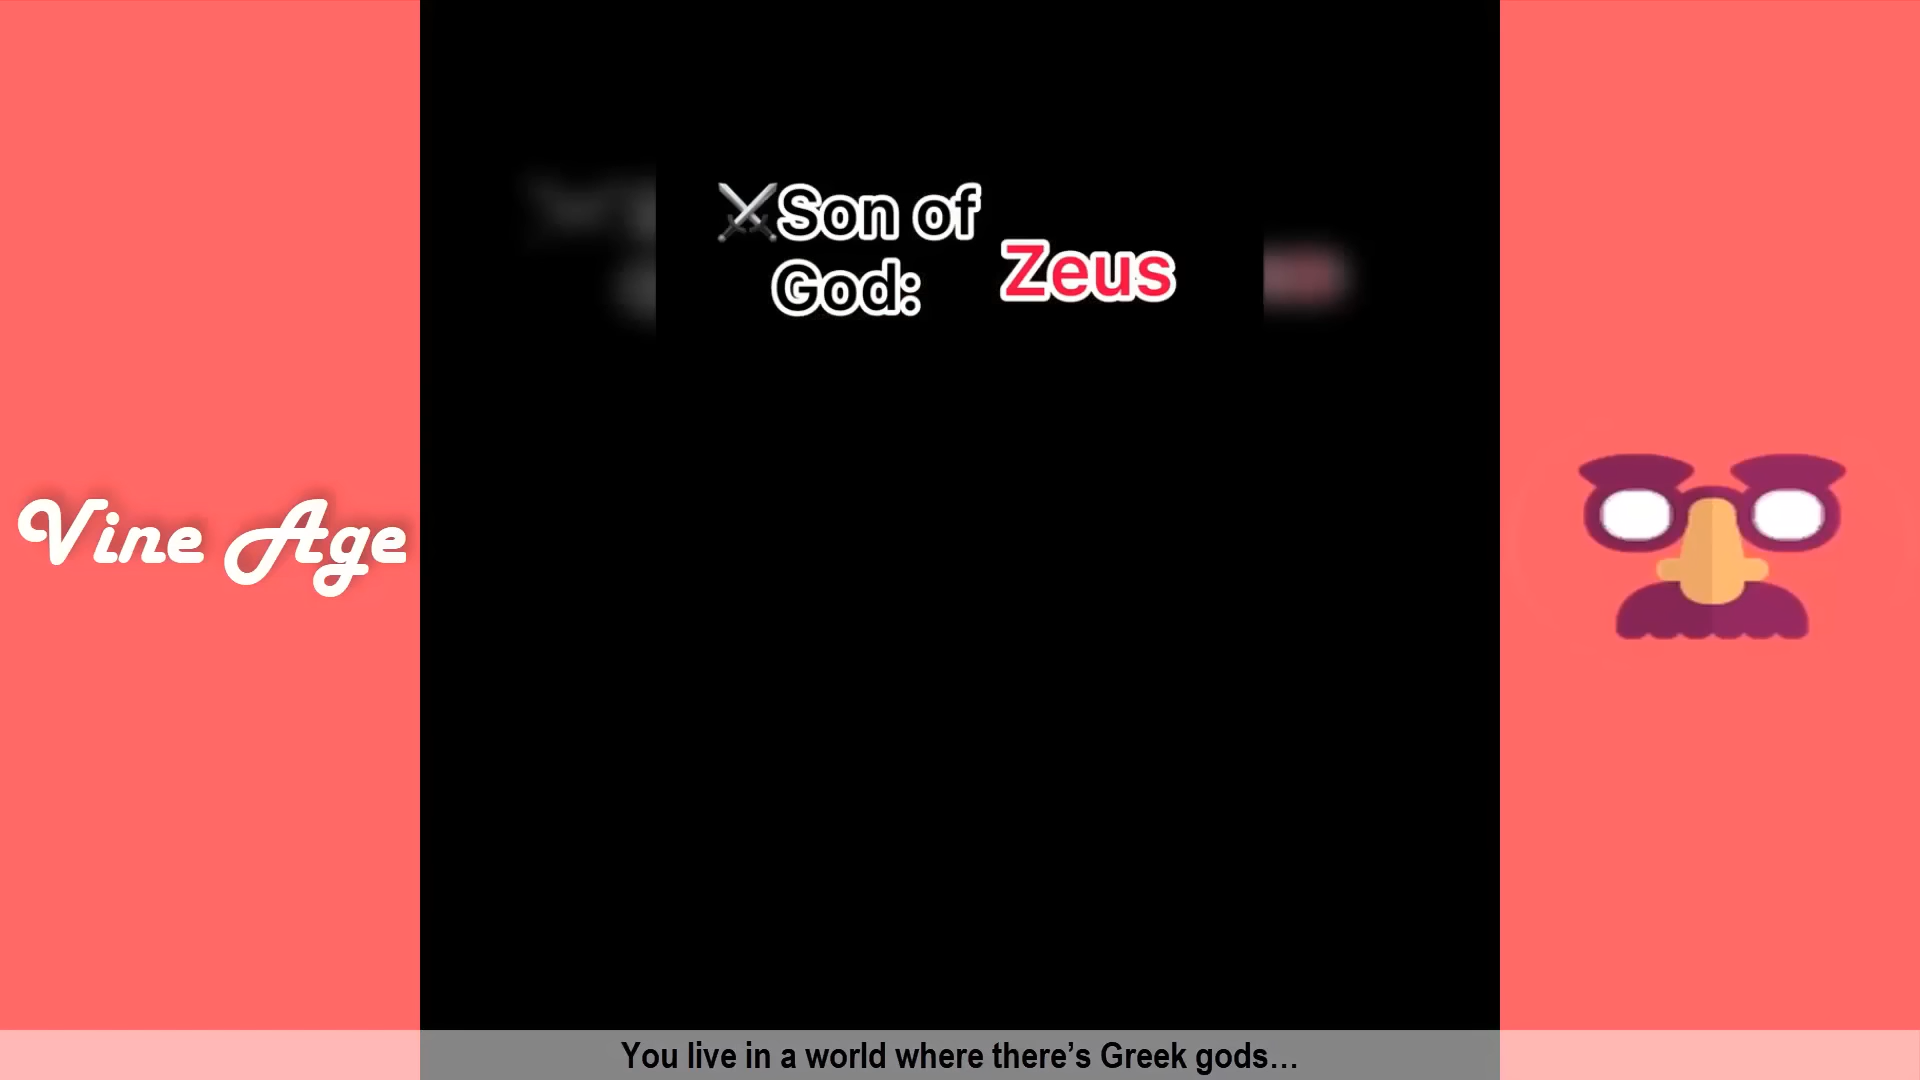 ⚔Son of
God:
Zeus
Vine Age
You live in a world where there’s Greek gods…